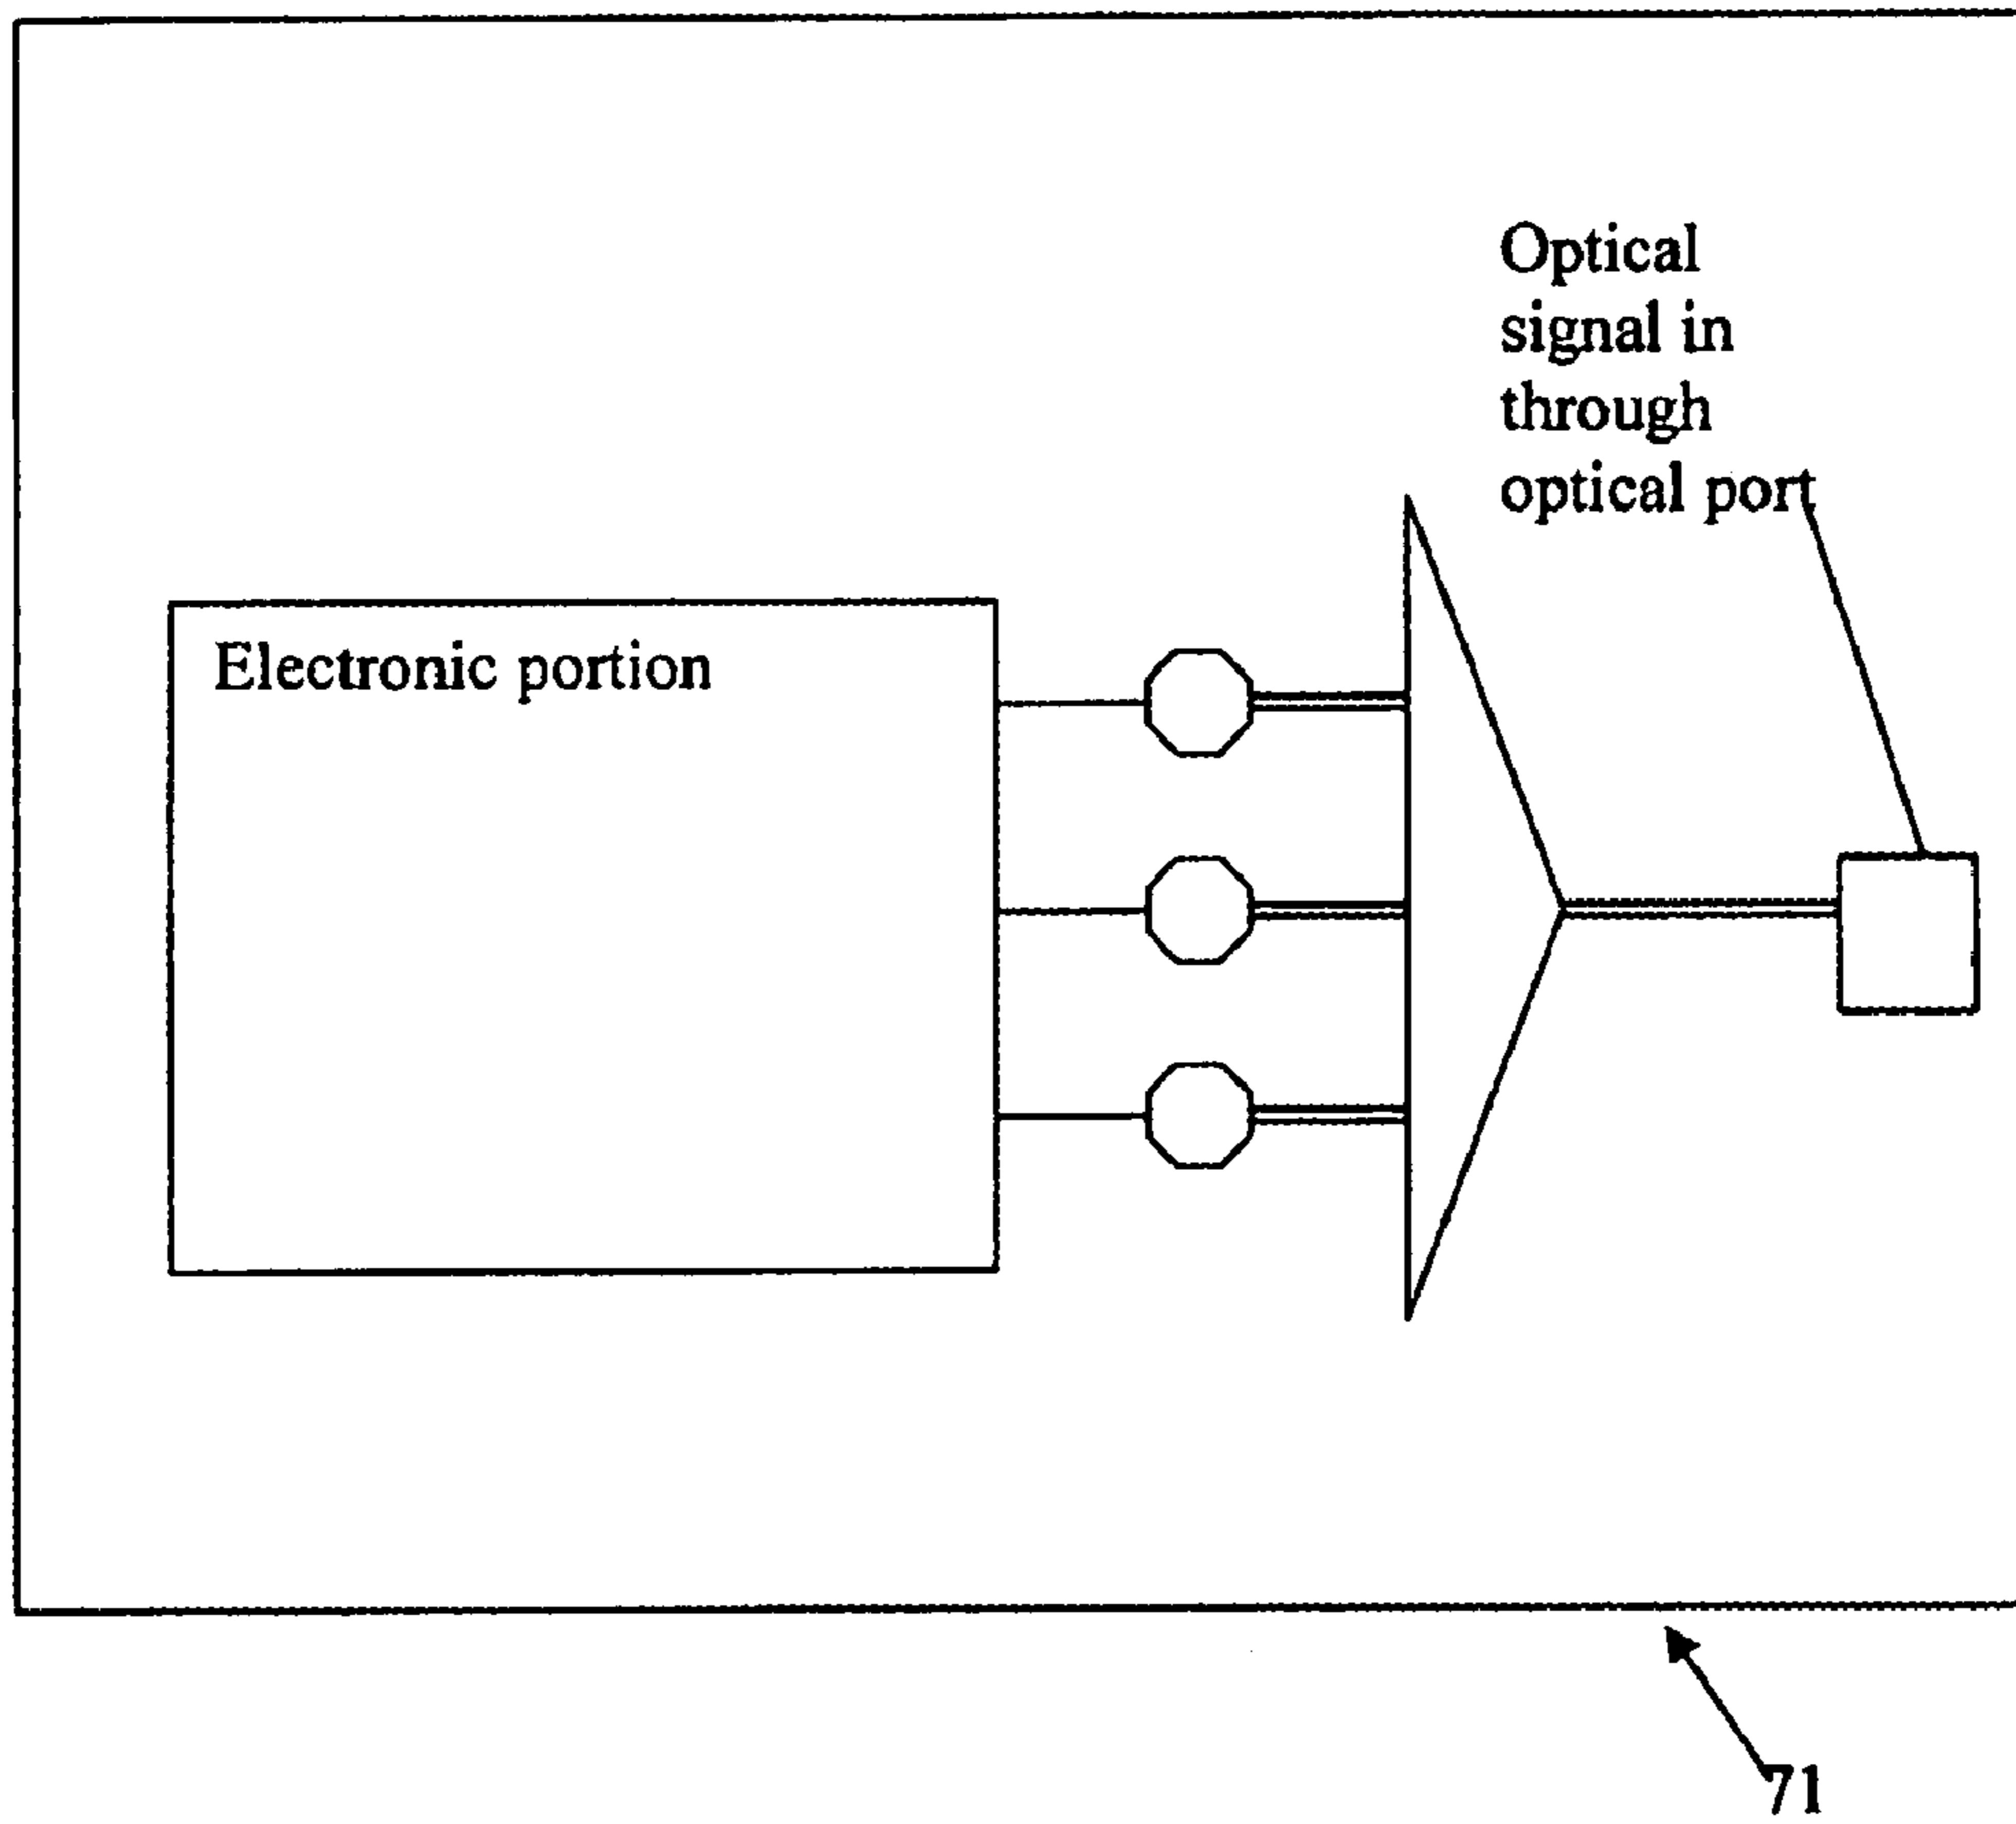 Optical
signal in
through
optical port
Electronic portion
71